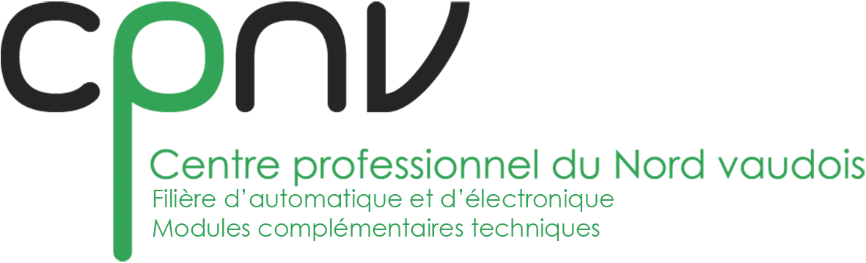 cpnv
Centre professionnel du Nord vaudois
Filière d’automatique et d’électronique
Modules complémentaires techniques